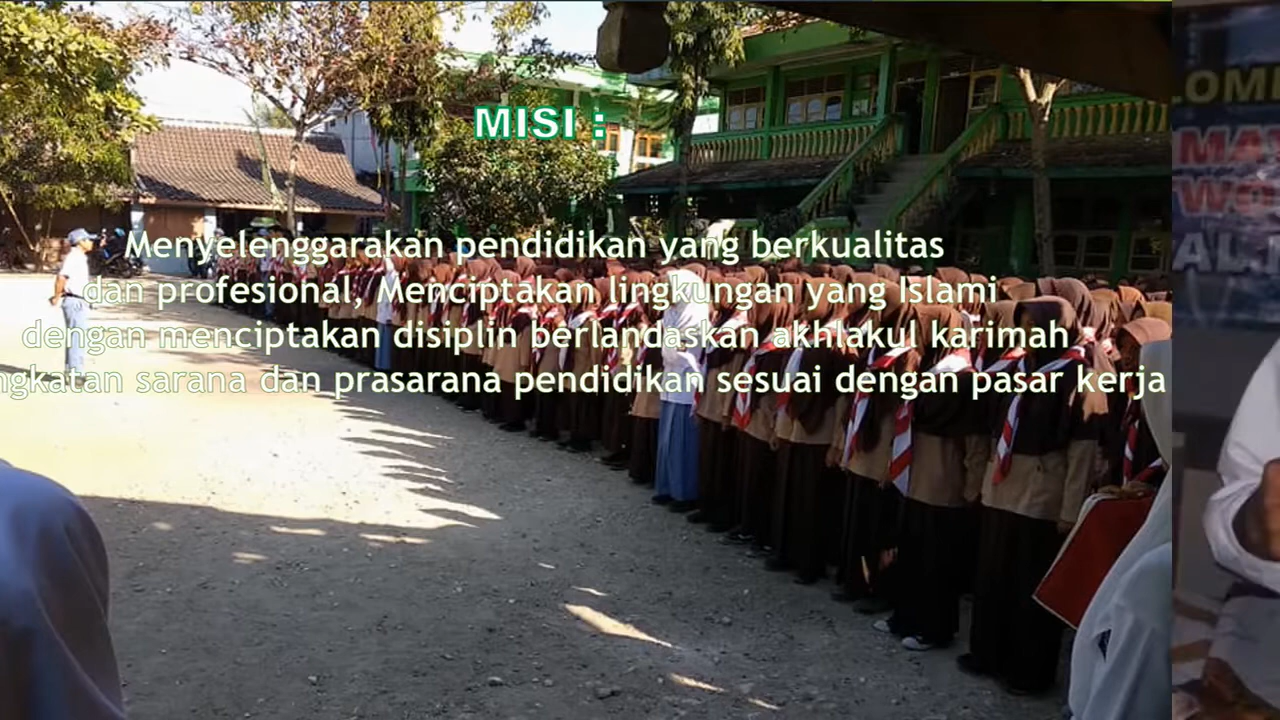 MISI :
Menyelenggarakan pendidikan yang berkualitas
dan profesional, Menciptakan lingkungan yang Islami
dengan menciptakan disiplin berlandaskan akhlakul karimah
ngkatan sarana dan prasarana pendidikan sesuai dengan pasar kerja